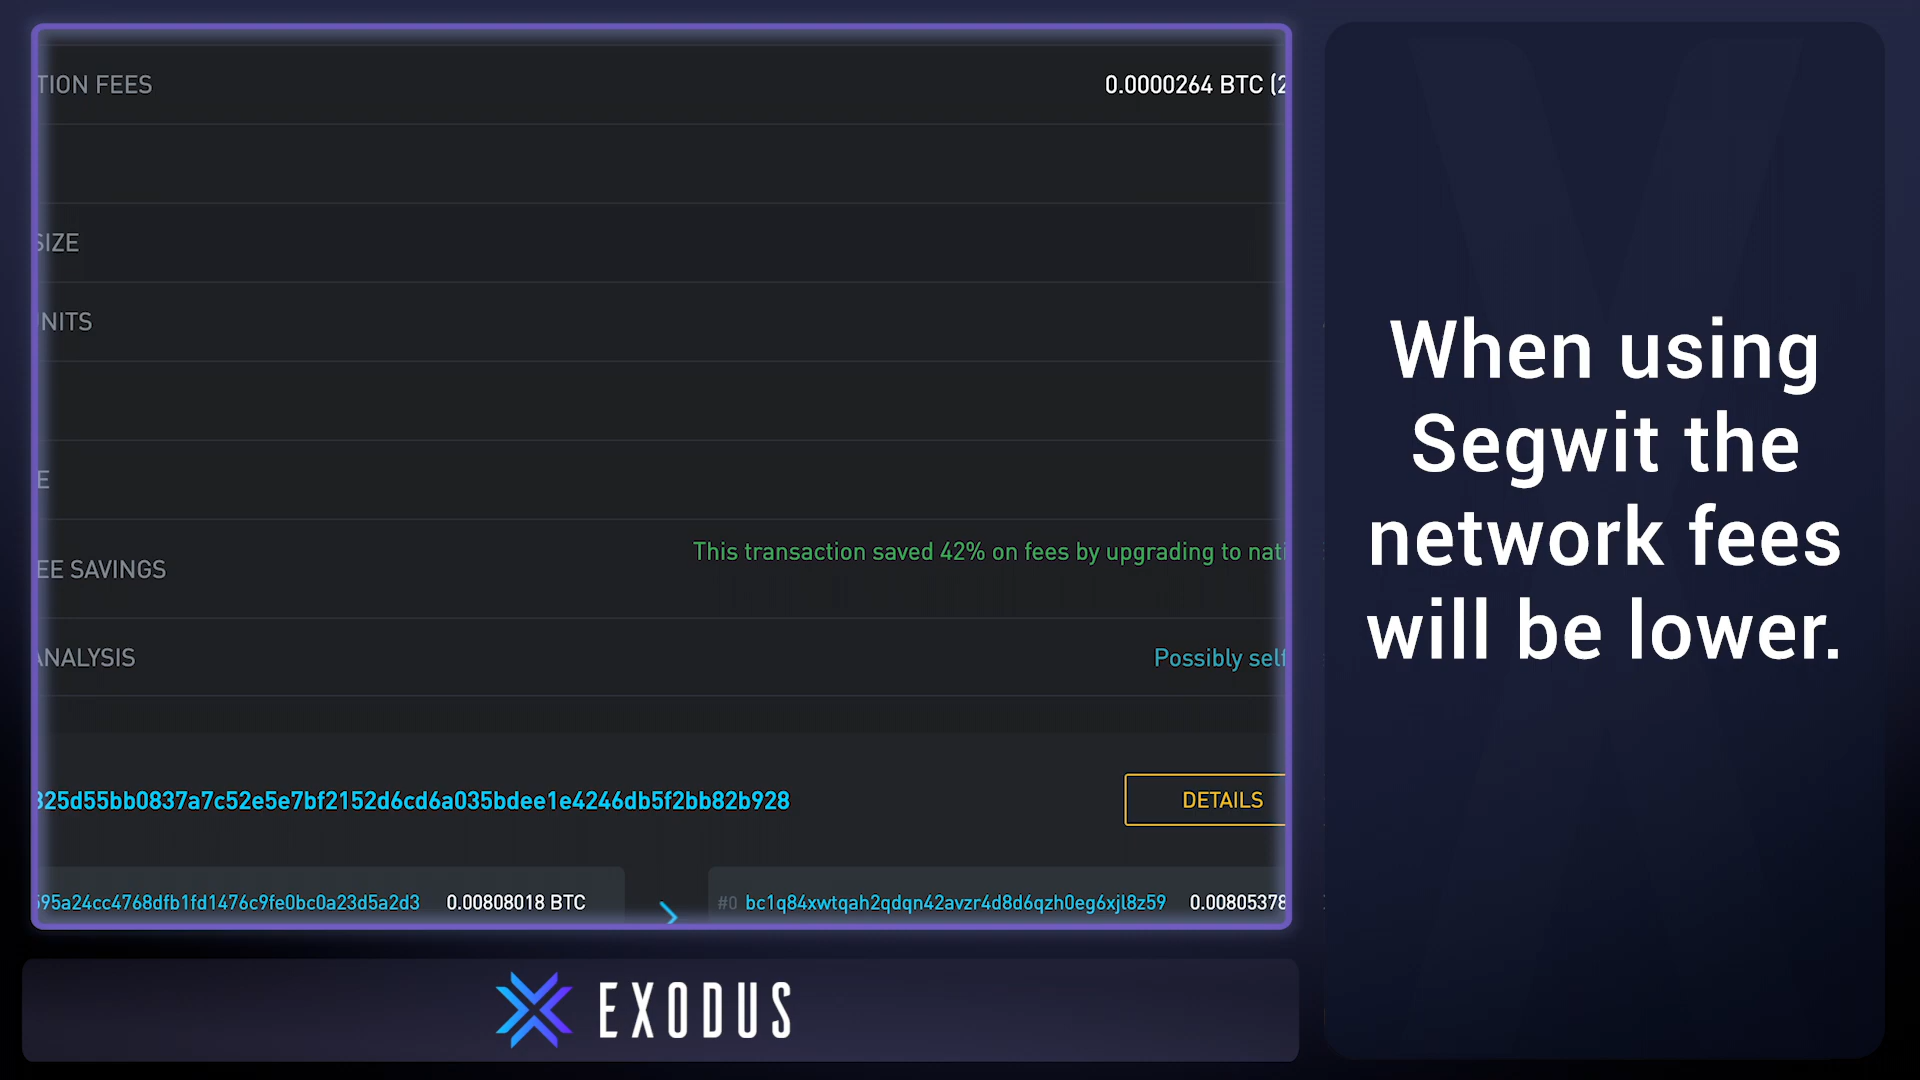 TION FEES
0.0000264 BTC (2
SIZE
NITS
E
This transaction saved 42% on fees by upgrading to nati
EE SAVINGS
ANALYSIS
Possibly self
325d55bb0837a7c52e5e7bf2152d6cd6a035bdee1e4246db5f2bb82b928
DETAILS
595a24cc4768dfb1fd1476c9fe0bc0a23d5a2d3 0.00808018 BTC
#0 bc1q84xwtqah2qdqn42avzr4d8d6qzh0eg6xjl8z59 0.00805378
When using
Segwit the
network fees
will be lower.
EXODUS